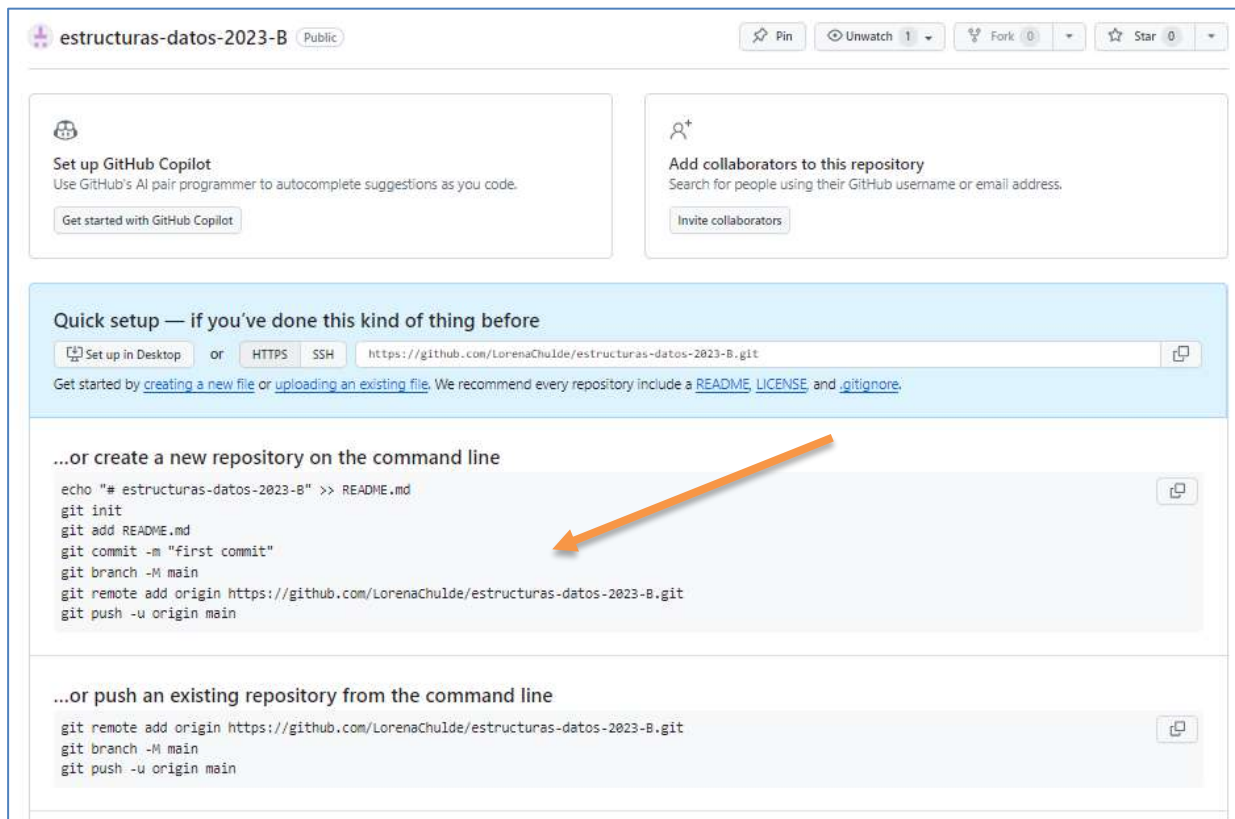 estructuras-datos-2023-B Public
Pin
Unwatch 1
Fork 0
Star 0
Set up GitHub Copilot
Use GitHub's AI pair programmer to autocomplete suggestions as you code.
Get started with GitHub Copilot
Add collaborators to this repository
Search for people using their GitHub username or email address.
Invite collaborators
Quick setup — if you've done this kind of thing before
Set up in Desktop or HTTPS SSH https://github.com/LorenaChulde/estructuras-datos-2023-B.git
Get started by creating a new file or uploading an existing file. We recommend every repository include a README, LICENSE, and .gitignore.
...or create a new repository on the command line
echo "# estructuras-datos-2023-B" >> README.md
git init
git add README.md
git commit -m "first commit"
git branch -M main
git remote add origin https://github.com/LorenaChulde/estructuras-datos-2023-B.git
git push -u origin main
...or push an existing repository from the command line
git remote add origin https://github.com/LorenaChulde/estructuras-datos-2023-B.git
git branch -M main
git push -u origin main